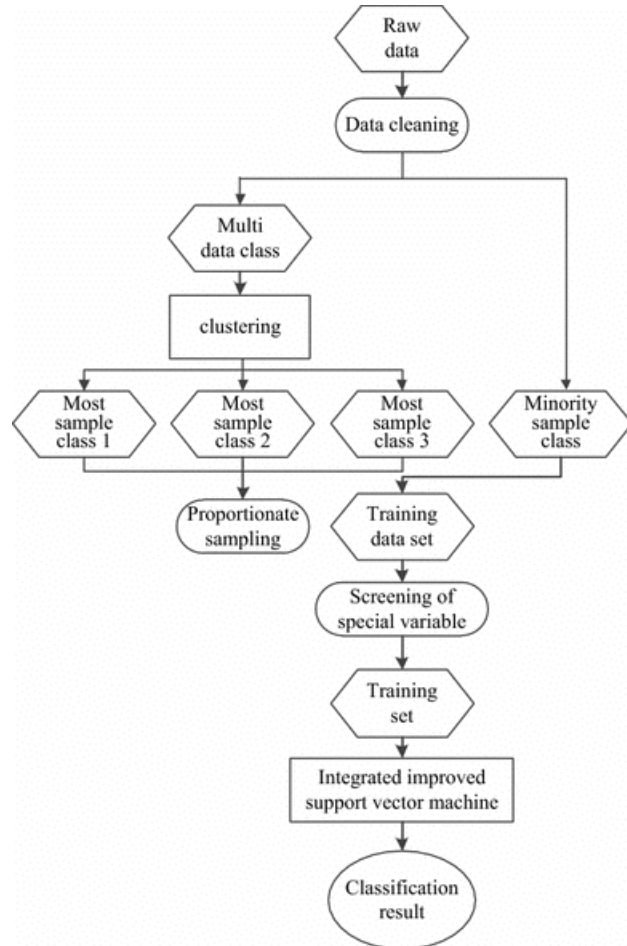 Raw
data
Data cleaning
Multi
data class
clustering
Most
sample
class 1
Most
sample
class 2
Most
sample
class 3
Minority
sample
class
Proportionate
sampling
Training
data set
Screening of
special variable
Training
set
Integrated improved
support vector machine
Classification
result